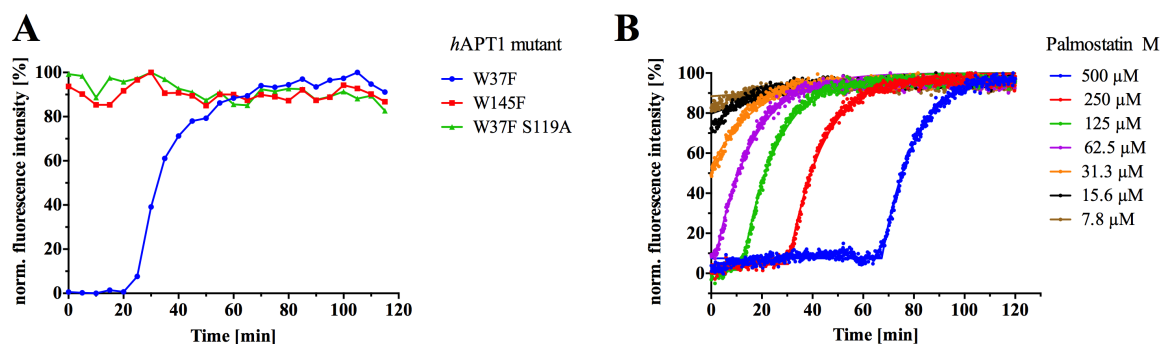 A
hAPT1 mutant
W37F
W145F
W37F S119A
norm. fluorescence intensity [%]
100
80
60
40
20
0
0 20 40 60 80 100 120
Time [min]
B
Palmostatin M
500 µM
250 µM
125 µM
62.5 µM
31.3 µM
15.6 µM
7.8 µM
norm. fluorescence intensity [%]
100
80
60
40
20
0
0 20 40 60 80 100 120
Time [min]